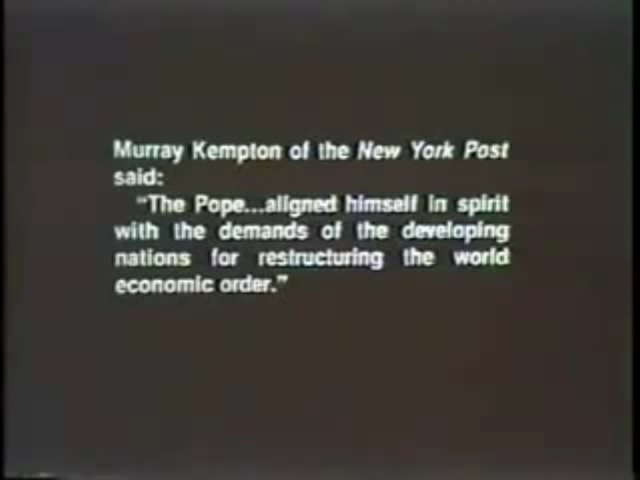 Murray Kempton of the New York Post
said:
"The Pope...aligned himself in spirit
with the demands of the developing
nations for restructuring the world
economic order."